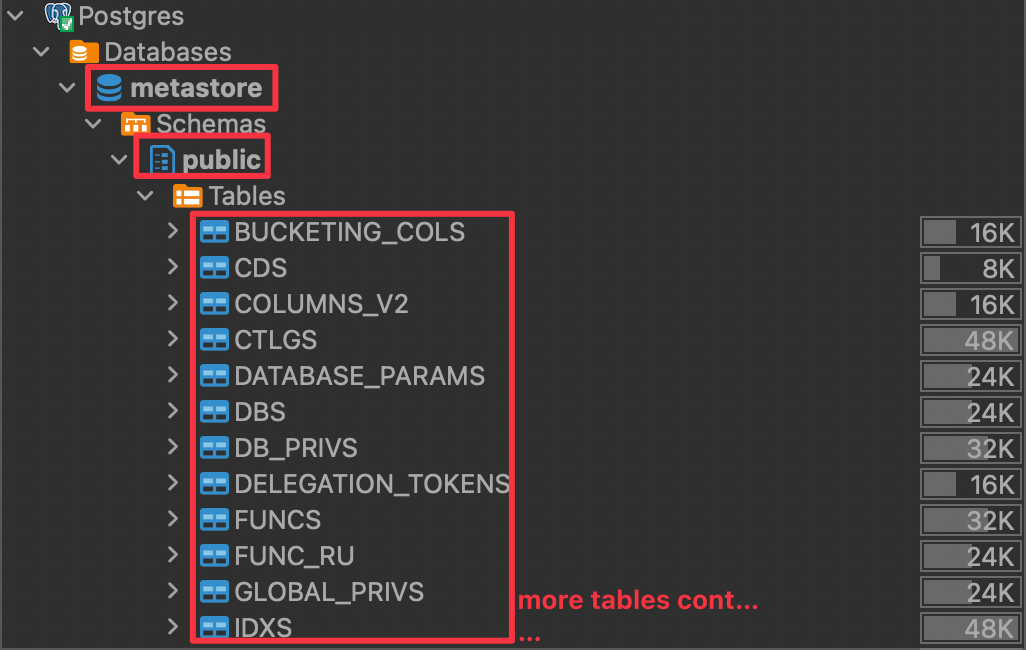 Postgres
Databases
metastore
Schemas
public
Tables
BUCKETING_COLS 16K
CDS 8K
COLUMNS_V2 16K
CTLGS 48K
DATABASE_PARAMS 24K
DBS 24K
DB_PRIVS 32K
DELEGATION_TOKENS 16K
FUNCS 32K
FUNC_RU 24K
GLOBAL_PRIVS more tables cont... 24K
IDXS ... 48K